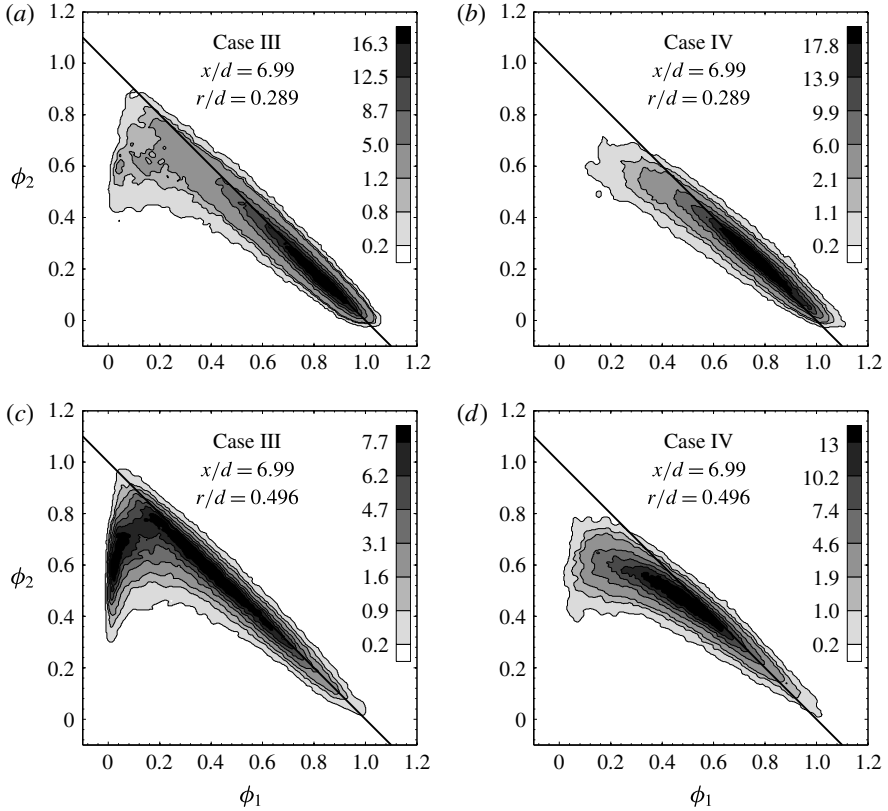 (a)
1.2
1.0
0.8
0.6
0.4
0.2
0
ϕ2
Case III
x/d = 6.99
r/d = 0.289
16.3
12.5
8.7
5.0
1.2
0.8
0.2
0 0.2 0.4 0.6 0.8 1.0 1.2
(b)
1.2
1.0
0.8
0.6
0.4
0.2
0
Case IV
x/d = 6.99
r/d = 0.289
17.8
13.9
9.9
6.0
2.1
1.1
0.2
0 0.2 0.4 0.6 0.8 1.0 1.2
(c)
1.2
1.0
0.8
0.6
0.4
0.2
0
ϕ2
Case III
x/d = 6.99
r/d = 0.496
7.7
6.2
4.7
3.1
1.6
0.9
0.2
0 0.2 0.4 0.6 0.8 1.0 1.2
ϕ1
(d)
1.2
1.0
0.8
0.6
0.4
0.2
0
Case IV
x/d = 6.99
r/d = 0.496
13
10.2
7.4
4.6
1.9
1.0
0.2
0 0.2 0.4 0.6 0.8 1.0 1.2
ϕ1